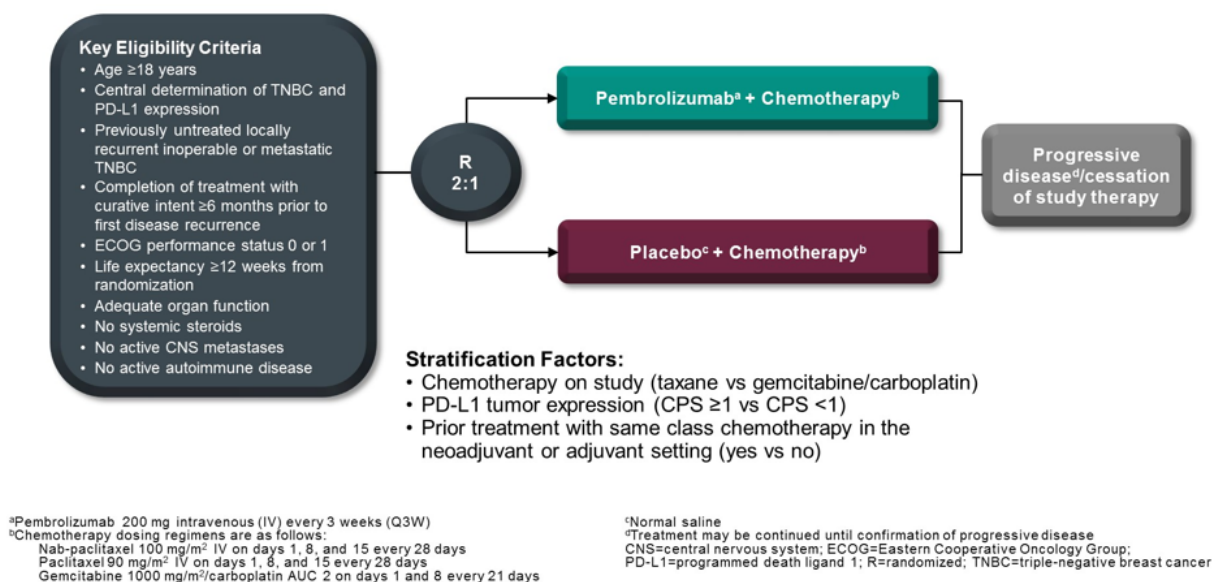 Key Eligibility Criteria
• Age ≥18 years
• Central determination of TNBC and
PD-L1 expression
• Previously untreated locally
recurrent inoperable or metastatic
TNBC
• Completion of treatment with
curative intent ≥6 months prior to
first disease recurrence
• ECOG performance status 0 or 1
• Life expectancy ≥12 weeks from
randomization
• Adequate organ function
• No systemic steroids
• No active CNS metastases
• No active autoimmune disease
R
2:1
Pembrolizumabᵃ + Chemotherapyᵇ
Placeboᶜ + Chemotherapyᵇ
Progressive
diseaseᵈ/cessation
of study therapy
Stratification Factors:
• Chemotherapy on study (taxane vs gemcitabine/carboplatin)
• PD-L1 tumor expression (CPS ≥1 vs CPS <1)
• Prior treatment with same class chemotherapy in the
neoadjuvant or adjuvant setting (yes vs no)
ᵃPembrolizumab 200 mg intravenous (IV) every 3 weeks (Q3W)
ᵇChemotherapy dosing regimens are as follows:
Nab-paclitaxel 100 mg/m² IV on days 1, 8, and 15 every 28 days
Paclitaxel 90 mg/m² IV on days 1, 8, and 15 every 28 days
Gemcitabine 1000 mg/m²/carboplatin AUC 2 on days 1 and 8 every 21 days
ᶜNormal saline
ᵈTreatment may be continued until confirmation of progressive disease
CNS=central nervous system; ECOG=Eastern Cooperative Oncology Group;
PD-L1=programmed death ligand 1; R=randomized; TNBC=triple-negative breast cancer